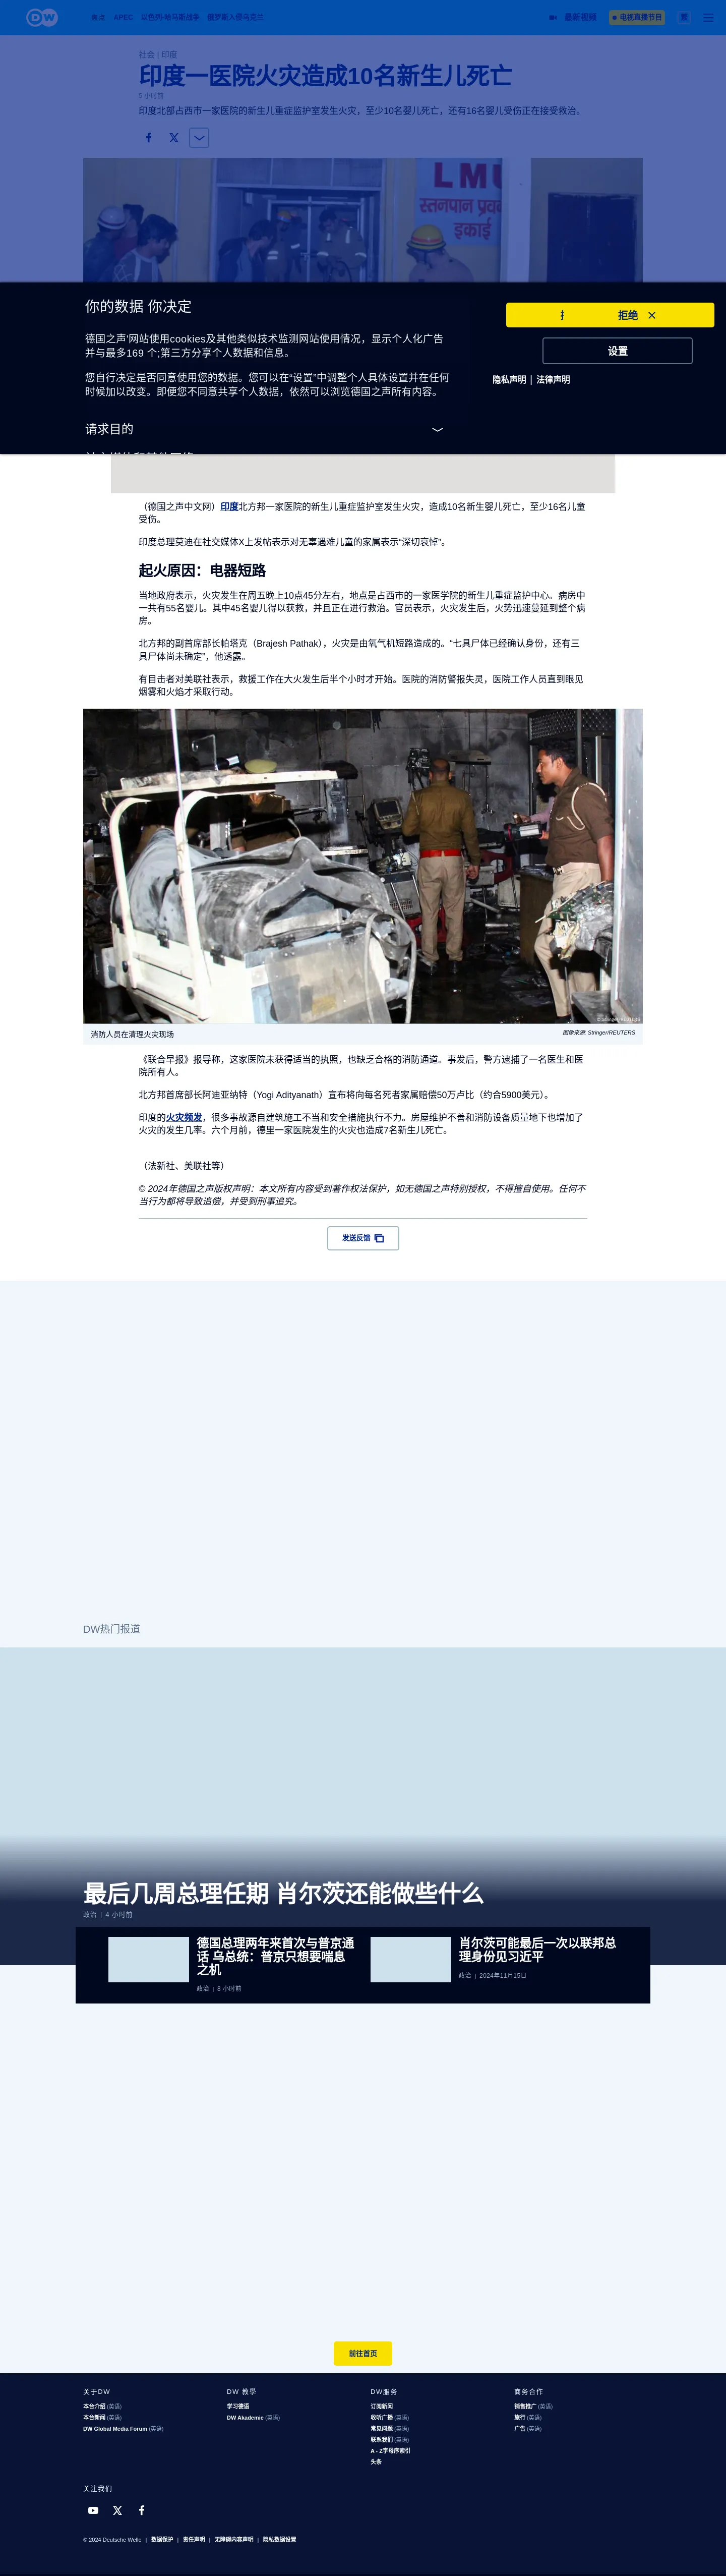 DW
焦点 APEC 以色列-哈马斯战争 俄罗斯入侵乌克兰
最新视频
电视直播节目
繁
社会 | 印度
印度一医院火灾造成10名新生儿死亡
5 小时前
印度北部占西市一家医院的新生儿重症监护室发生火灾，至少10名婴儿死亡，还有16名婴儿受伤正在接受救治。
LMU
स्तनपान प्रबं
इकाई
你的数据 你决定
拒绝
德国之声'网站使用cookies及其他类似技术监测网站使用情况，显示个人化广告
并与最多169 个;第三方分享个人数据和信息。
设置
您自行决定是否同意使用您的数据。您可以在“设置”中调整个人具体设置并在任何
时候加以改变。即便您不同意共享个人数据，依然可以浏览德国之声所有内容。
隐私声明 | 法律声明
请求目的
（德国之声中文网）印度北方邦一家医院的新生儿重症监护室发生火灾，造成10名新生婴儿死亡，至少16名儿童
受伤。
印度总理莫迪在社交媒体X上发帖表示对无辜遇难儿童的家属表示“深切哀悼”。
起火原因：电器短路
当地政府表示，火灾发生在周五晚上10点45分左右，地点是占西市的一家医学院的新生儿重症监护中心。病房中
一共有55名婴儿。其中45名婴儿得以获救，并且正在进行救治。官员表示，火灾发生后，火势迅速蔓延到整个病
房。
北方邦的副首席部长帕塔克（Brajesh Pathak），火灾是由氧气机短路造成的。“七具尸体已经确认身份，还有三
具尸体尚未确定”，他透露。
有目击者对美联社表示，救援工作在大火发生后半个小时才开始。医院的消防警报失灵，医院工作人员直到眼见
烟雾和火焰才采取行动。
消防人员在清理火灾现场
图像来源: Stringer/REUTERS
《联合早报》报导称，这家医院未获得适当的执照，也缺乏合格的消防通道。事发后，警方逮捕了一名医生和医
院所有人。
北方邦首席部长阿迪亚纳特（Yogi Adityanath）宣布将向每名死者家属赔偿50万卢比（约合5900美元）。
印度的火灾频发，很多事故源自建筑施工不当和安全措施执行不力。房屋维护不善和消防设备质量地下也增加了
火灾的发生几率。六个月前，德里一家医院发生的火灾也造成7名新生儿死亡。
（法新社、美联社等）
© 2024年德国之声版权声明：本文所有内容受到著作权法保护，如无德国之声特别授权，不得擅自使用。任何不
当行为都将导致追偿，并受到刑事追究。
发送反馈
DW热门报道
最后几周总理任期 肖尔茨还能做些什么
政治 | 4 小时前
德国总理两年来首次与普京通
话 乌总统：普京只想要喘息
之机
政治 | 8 小时前
肖尔茨可能最后一次以联邦总
理身份见习近平
政治 | 2024年11月15日
前往首页
关于DW
本台介绍 (英语)
本台新闻 (英语)
DW Global Media Forum (英语)
DW 教學
学习德语
DW Akademie (英语)
DW服务
订阅新闻
收听广播 (英语)
常见问题 (英语)
联系我们 (英语)
A - Z字母序索引
头条
商务合作
销售推广 (英语)
旅行 (英语)
广告 (英语)
关注我们
© 2024 Deutsche Welle | 数据保护 | 责任声明 | 无障碍内容声明 | 隐私数据设置